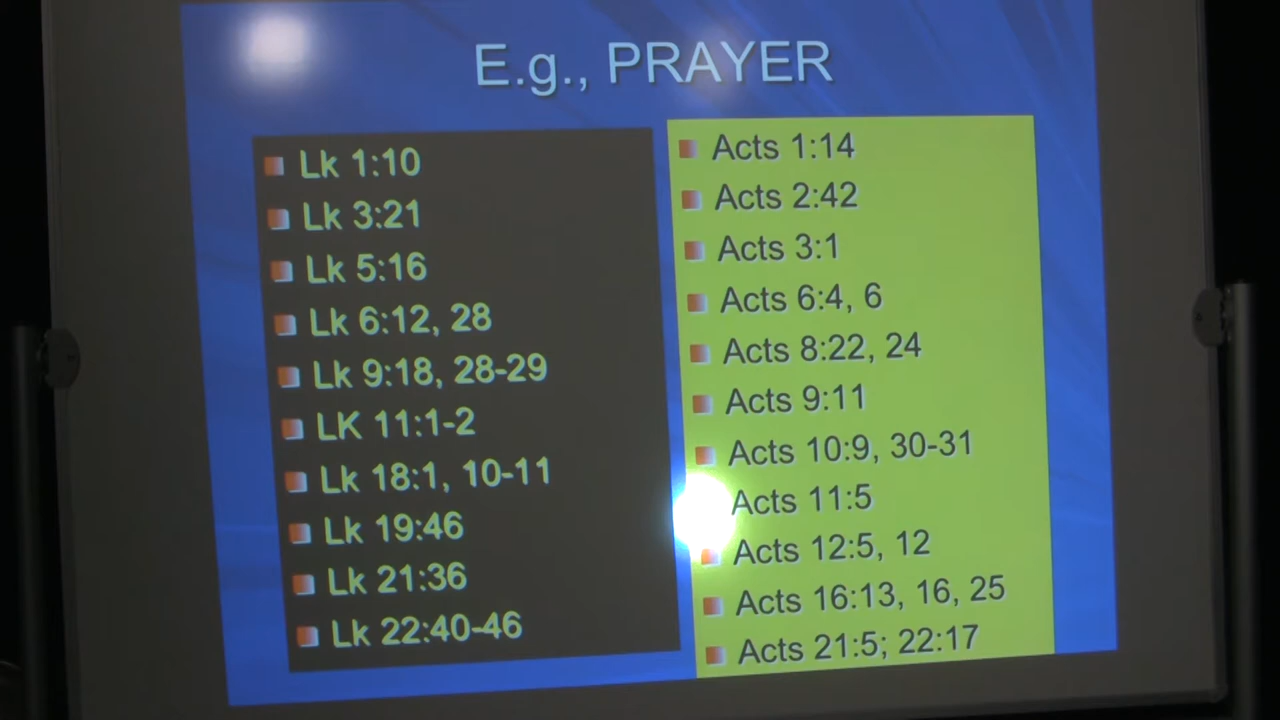 E.g., PRAYER
Lk 1:10
Lk 3:21
Lk 5:16
Lk 6:12, 28
Lk 9:18, 28-29
LK 11:1-2
Lk 18:1, 10-11
Lk 19:46
Lk 21:36
Lk 22:40-46
Acts 1:14
Acts 2:42
Acts 3:1
Acts 6:4, 6
Acts 8:22, 24
Acts 9:11
Acts 10:9, 30-31
Acts 11:5
Acts 12:5, 12
Acts 16:13, 16, 25
Acts 21:5; 22:17